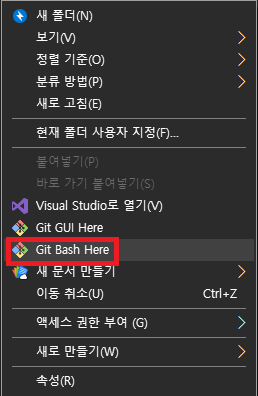 새 폴더(N)
보기(V)
정렬 기준(O)
분류 방법(P)
새로 고침(E)
현재 폴더 사용자 지정(F)...
붙여넣기(P)
바로 가기 붙여넣기(S)
Visual Studio로 열기(V)
Git GUI Here
Git Bash Here
새 문서 만들기
이동 취소(U) Ctrl+Z
액세스 권한 부여 (G)
새로 만들기(W)
속성(R)